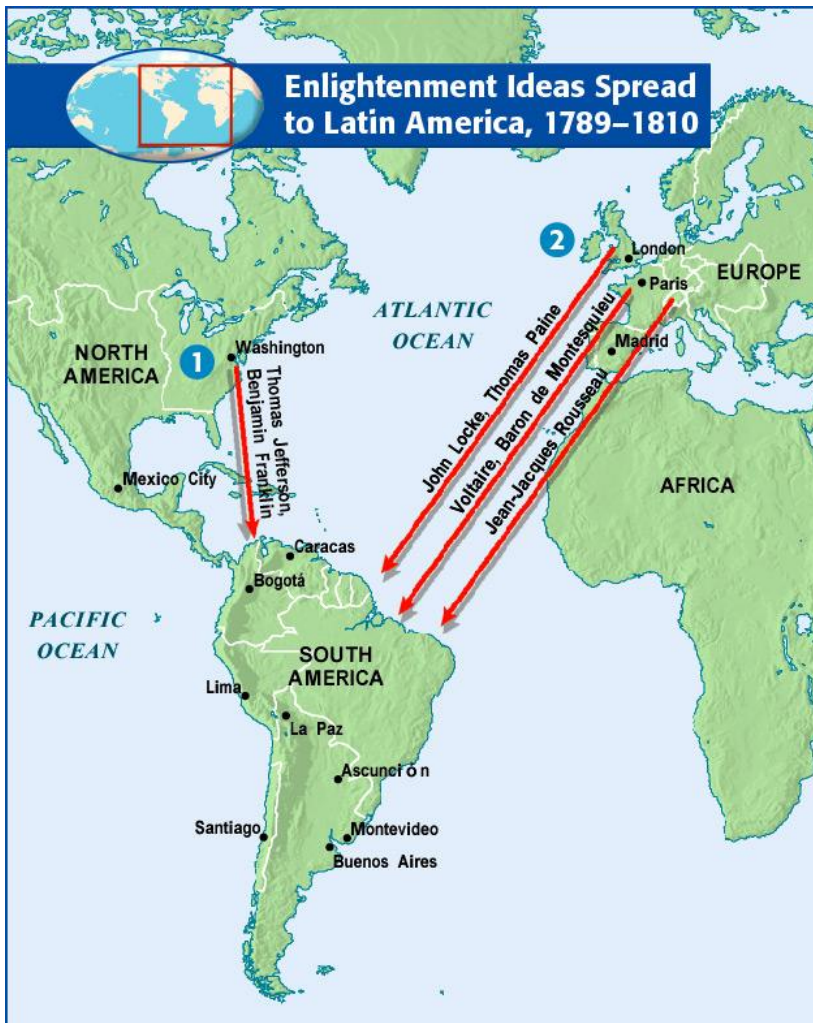 Enlightenment Ideas Spread
to Latin America, 1789–1810
2
London
Paris
EUROPE
ATLANTIC
OCEAN
Madrid
NORTH
AMERICA
1
Washington
Thomas Jefferson,
Benjamin Franklin
John Locke, Thomas Paine
Voltaire, Baron de Montesquieu
Jean-Jacques Rousseau
Mexico City
AFRICA
Caracas
Bogotá
PACIFIC
OCEAN
SOUTH
AMERICA
Lima
La Paz
Ascunción
Santiago
Montevideo
Buenos Aires